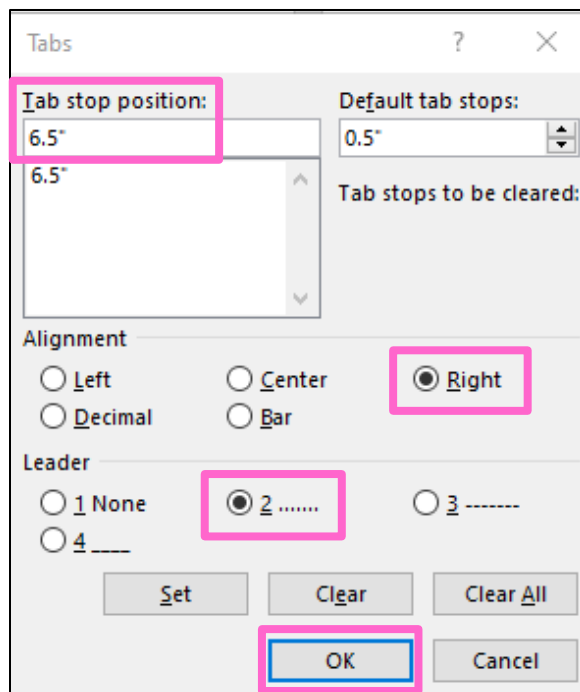 Tabs ? ×
Tab stop position: Default tab stops:
6.5" 0.5"
6.5"
Tab stops to be cleared:
Alignment
Left Center Right
Decimal Bar
Leader
1 None 2 ....... 3 -------
4 ____
Set Clear Clear All
OK Cancel